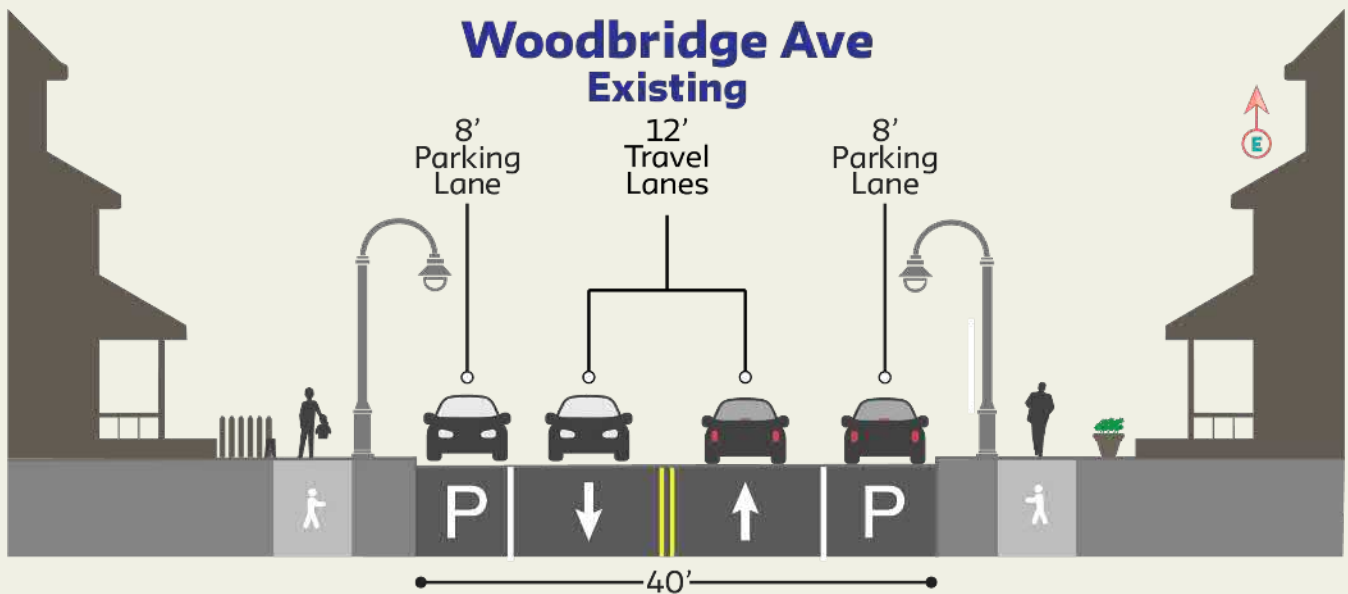 Woodbridge Ave
Existing
8’
Parking
Lane
12’
Travel
Lanes
8’
Parking
Lane
E
P
P
40’